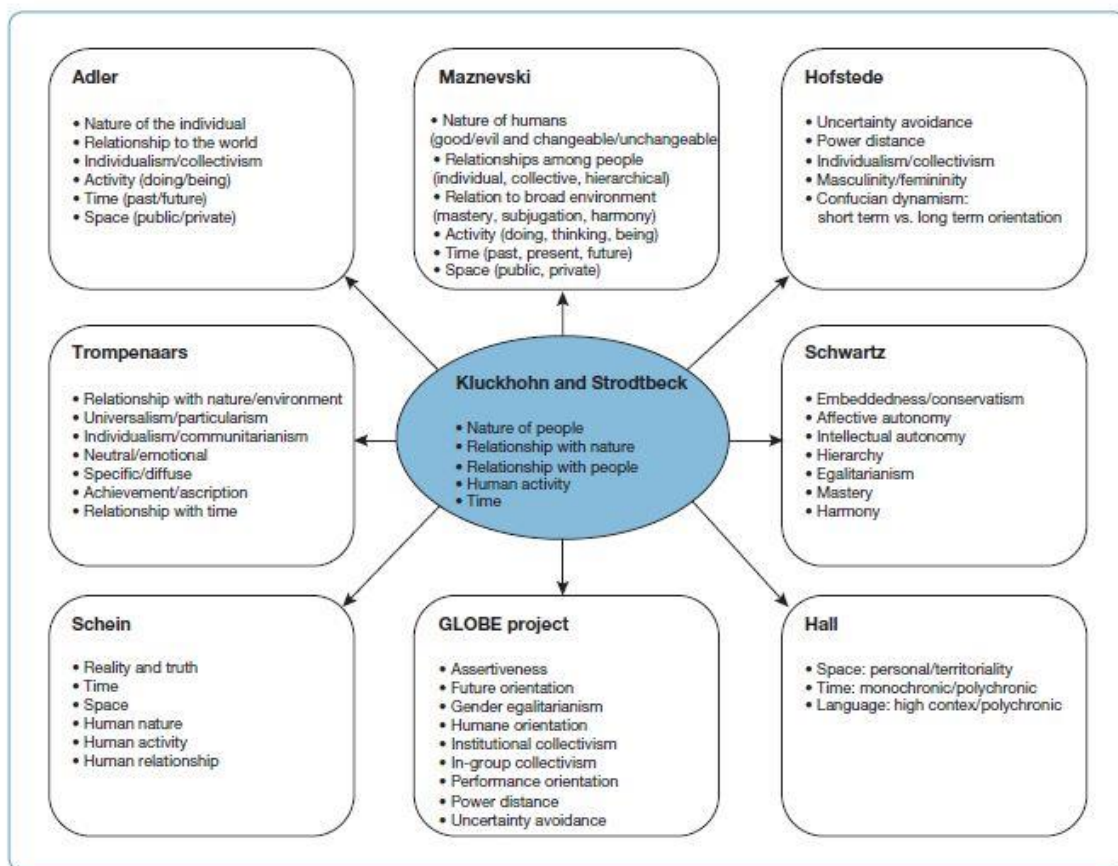 Adler
• Nature of the individual
• Relationship to the world
• Individualism/collectivism
• Activity (doing/being)
• Time (past/future)
• Space (public/private)
Maznevski
• Nature of humans
(good/evil and changeable/unchangeable
• Relationships among people
(individual, collective, hierarchical)
• Relation to broad environment
(mastery, subjugation, harmony)
• Activity (doing, thinking, being)
• Time (past, present, future)
• Space (public, private)
Hofstede
• Uncertainty avoidance
• Power distance
• Individualism/collectivism
• Masculinity/femininity
• Confucian dynamism:
short term vs. long term orientation
Trompenaars
• Relationship with nature/environment
• Universalism/particularism
• Individualism/communitarianism
• Neutral/emotional
• Specific/diffuse
• Achievement/ascription
• Relationship with time
Kluckhohn and Strodtbeck
• Nature of people
• Relationship with nature
• Relationship with people
• Human activity
• Time
Schwartz
• Embeddedness/conservatism
• Affective autonomy
• Intellectual autonomy
• Hierarchy
• Egalitarianism
• Mastery
• Harmony
Schein
• Reality and truth
• Time
• Space
• Human nature
• Human activity
• Human relationship
GLOBE project
• Assertiveness
• Future orientation
• Gender egalitarianism
• Humane orientation
• Institutional collectivism
• In-group collectivism
• Performance orientation
• Power distance
• Uncertainty avoidance
Hall
• Space: personal/territoriality
• Time: monochronic/polychronic
• Language: high contex/polychronic